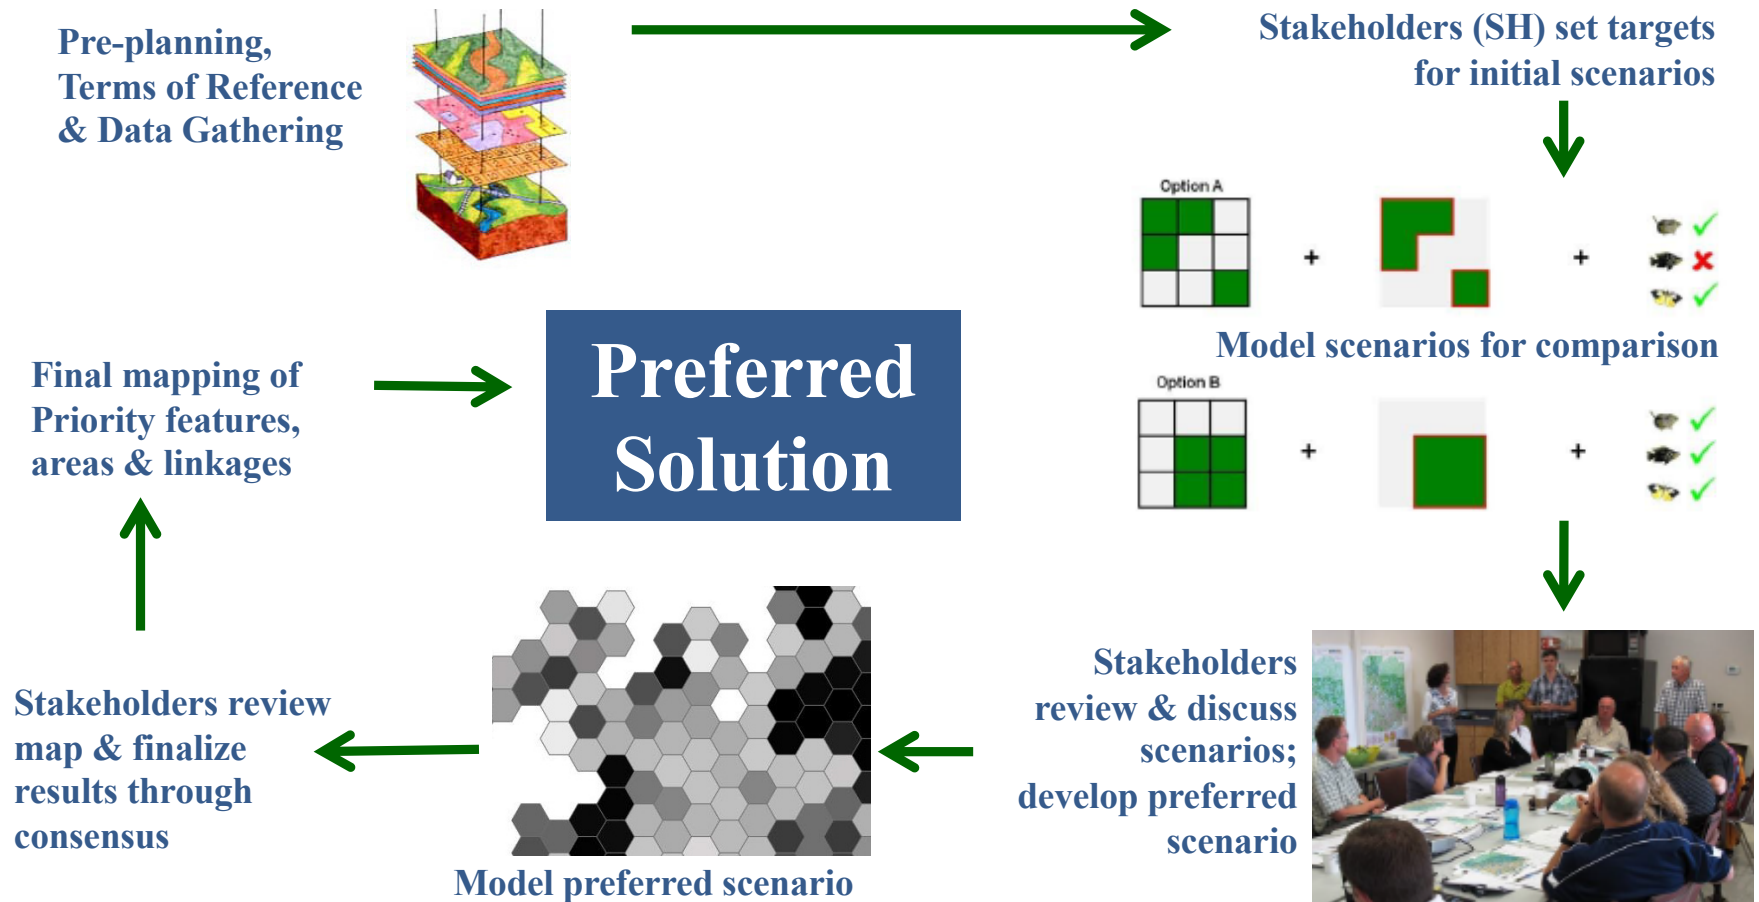 Pre-planning,
Terms of Reference
& Data Gathering
Stakeholders (SH) set targets
for initial scenarios
Option A
+
+
Model scenarios for comparison
Option B
+
+
Stakeholders
review & discuss
scenarios;
develop preferred
scenario
Model preferred scenario
Stakeholders review
map & finalize
results through
consensus
Final mapping of
Priority features,
areas & linkages
Preferred
Solution